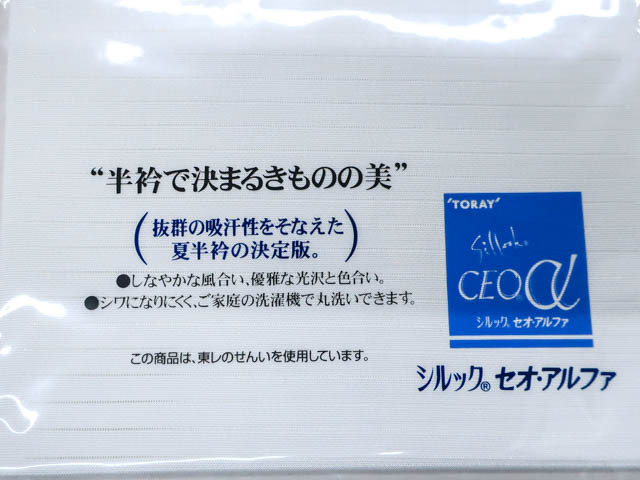 “半衿で決まるきものの美”
（抜群の吸汗性をそなえた
夏半衿の決定版。）
●しなやかな風合い、優雅な光沢と色合い。
●シワになりにくく、ご家庭の洗濯機で丸洗いできます。
この商品は、東レのせんいを使用しています。
'TORAY'
Sillook®
CEO®α
シルック®セオ・アルファ
シルック®セオ・アルファ